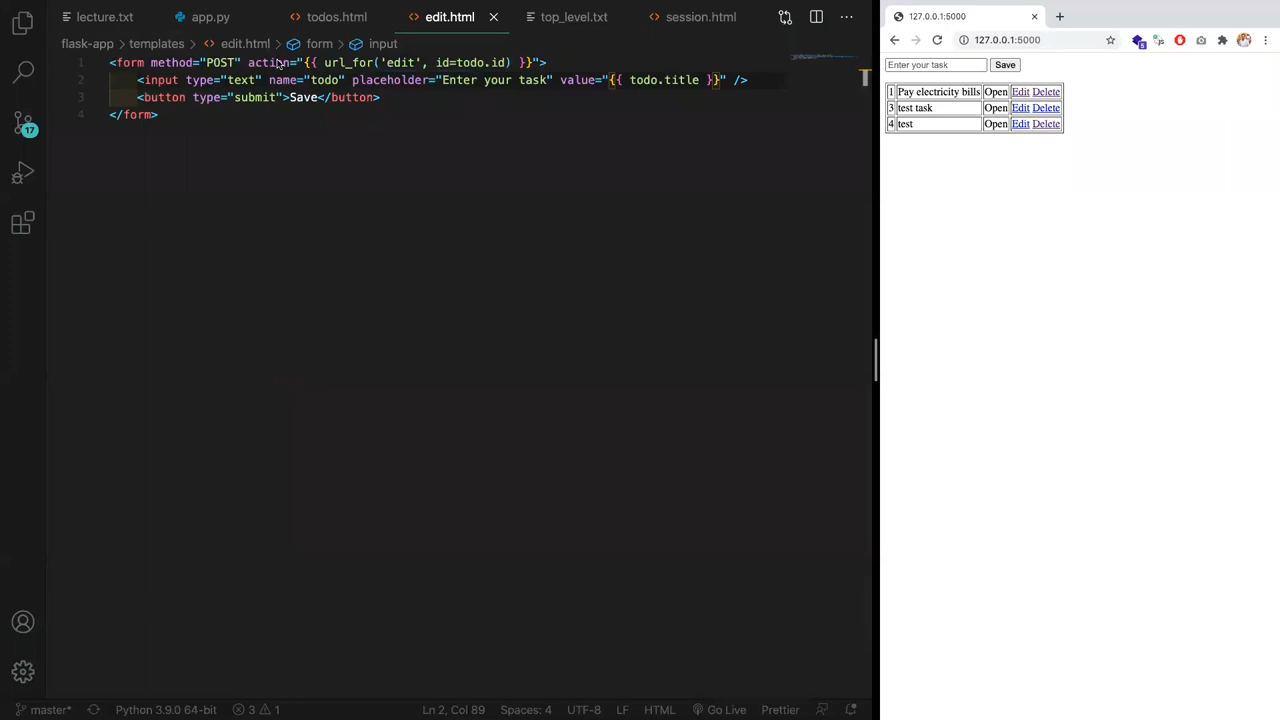 lecture.txt
app.py
todos.html
edit.html
top_level.txt
session.html
flask-app > templates > edit.html > form > input
1 <form method="POST" action="{{ url_for('edit', id=todo.id) }}">
2 <input type="text" name="todo" placeholder="Enter your task" value="{{ todo.title }}" />
3 <button type="submit">Save</button>
4 </form>
17
master*
Python 3.9.0 64-bit
3
1
Ln 2, Col 89
Spaces: 4
UTF-8
LF
HTML
Go Live
Prettier
127.0.0.1:5000
127.0.0.1:5000
5
Enter your task
Save
1 Pay electricity bills Open Edit Delete
3 test task Open Edit Delete
4 test Open Edit Delete